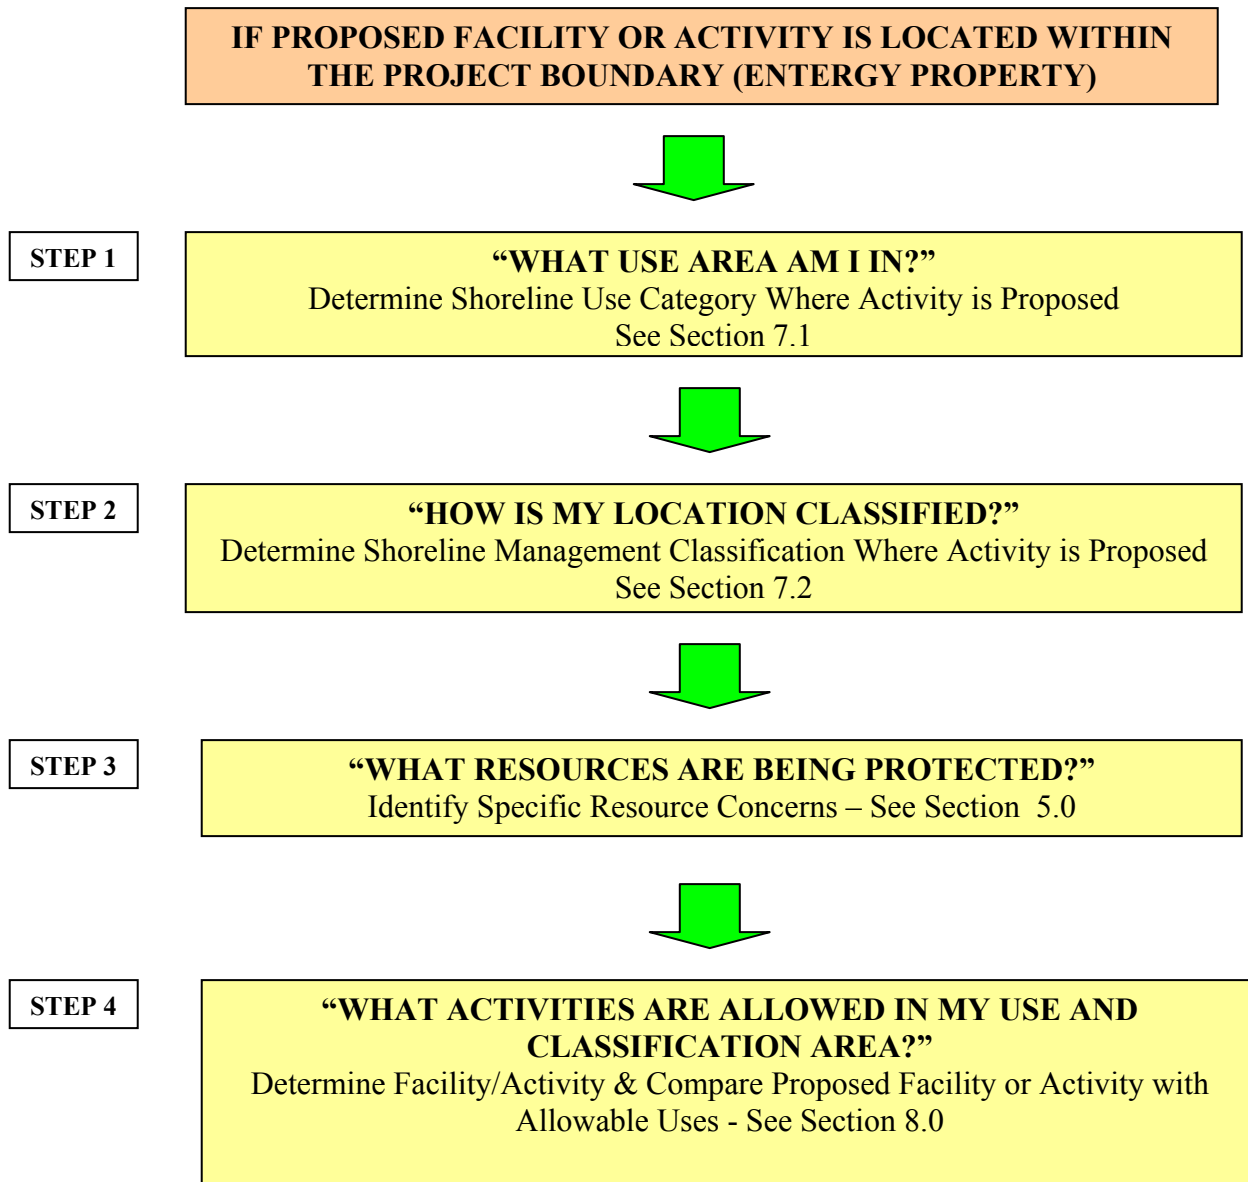 IF PROPOSED FACILITY OR ACTIVITY IS LOCATED WITHIN
THE PROJECT BOUNDARY (ENTERGY PROPERTY)
STEP 1
“WHAT USE AREA AM I IN?”
Determine Shoreline Use Category Where Activity is Proposed
See Section 7.1
STEP 2
“HOW IS MY LOCATION CLASSIFIED?”
Determine Shoreline Management Classification Where Activity is Proposed
See Section 7.2
STEP 3
“WHAT RESOURCES ARE BEING PROTECTED?”
Identify Specific Resource Concerns – See Section 5.0
STEP 4
“WHAT ACTIVITIES ARE ALLOWED IN MY USE AND
CLASSIFICATION AREA?”
Determine Facility/Activity & Compare Proposed Facility or Activity with
Allowable Uses - See Section 8.0